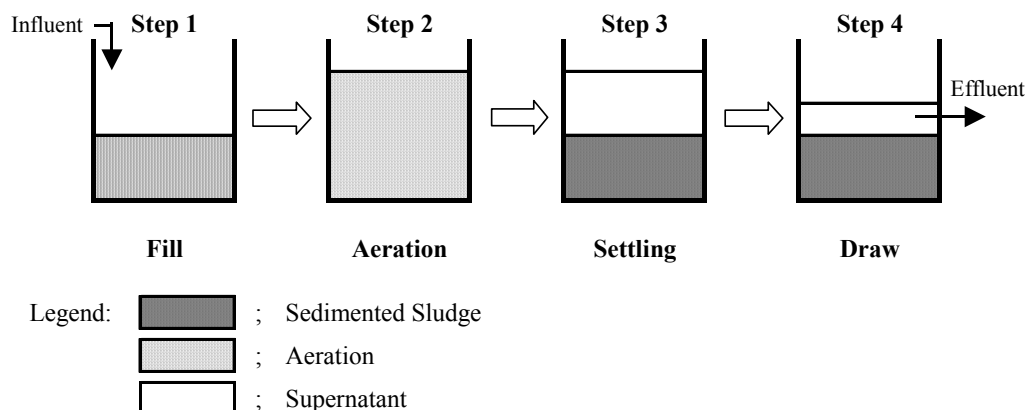 Influent Step 1 Step 2 Step 3 Step 4
Effluent
Fill Aeration Settling Draw
Legend: ; Sedimented Sludge
; Aeration
; Supernatant